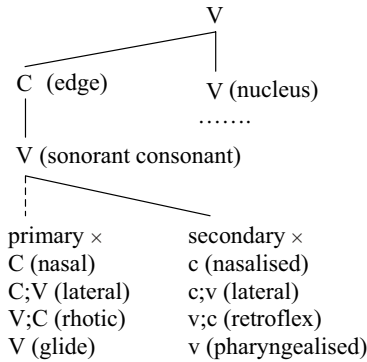 V
C (edge) V (nucleus)
.......
V (sonorant consonant)
primary × secondary ×
C (nasal) c (nasalised)
C;V (lateral) c;v (lateral)
V;C (rhotic) v;c (retroflex)
V (glide) v (pharyngealised)